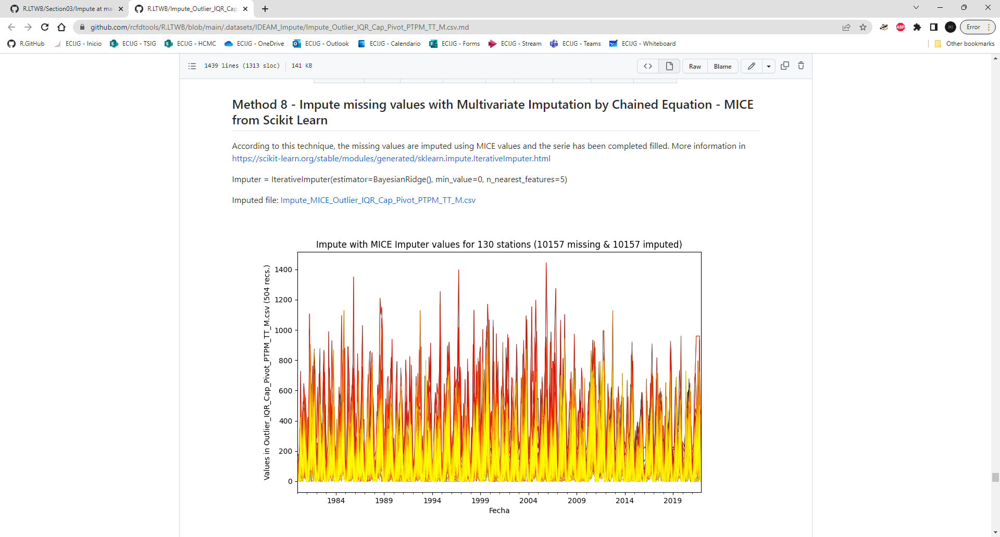 R.LTWB/Section03/Impute at ma
R.LTWB/Impute_Outlier_IQR_Cap_
github.com/rcfdtools/R.LTWB/blob/main/.datasets/IDEAM_Impute/Impute_Outlier_IQR_Cap_Pivot_PTPM_TT_M.csv.md
ABP
Error
R.GitHub
ECIJG - Inicio
ECIJG - TSIG
ECIJG - HCMC
ECIJG - OneDrive
ECIJG - Outlook
ECIJG - Calendario
ECIJG - Forms
ECIJG - Stream
ECIJG - Teams
ECIJG - Whiteboard
Other bookmarks
1439 lines (1313 sloc)
141 KB
Raw
Blame
Method 8 - Impute missing values with Multivariate Imputation by Chained Equation - MICE
from Scikit Learn
According to this technique, the missing values are imputed using MICE values and the serie has been completed filled. More information in
https://scikit-learn.org/stable/modules/generated/sklearn.impute.IterativeImputer.html
Imputer = IterativeImputer(estimator=BayesianRidge(), min_value=0, n_nearest_features=5)
Imputed file: Impute_MICE_Outlier_IQR_Cap_Pivot_PTPM_TT_M.csv
Impute with MICE Imputer values for 130 stations (10157 missing & 10157 imputed)
Values in Outlier_IQR_Cap_Pivot_PTPM_TT_M.csv (504 recs.)
1400
1200
1000
800
600
400
200
0
1984
1989
1994
1999
2004
2009
2014
2019
Fecha